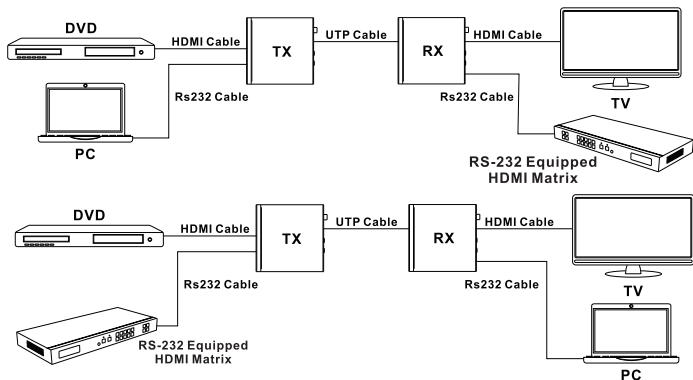 DVD
HDMI Cable
TX
UTP Cable
RX
HDMI Cable
TV
Rs232 Cable
PC
Rs232 Cable
RS-232 Equipped
HDMI Matrix
DVD
HDMI Cable
TX
UTP Cable
RX
HDMI Cable
TV
Rs232 Cable
RS-232 Equipped
HDMI Matrix
Rs232 Cable
PC